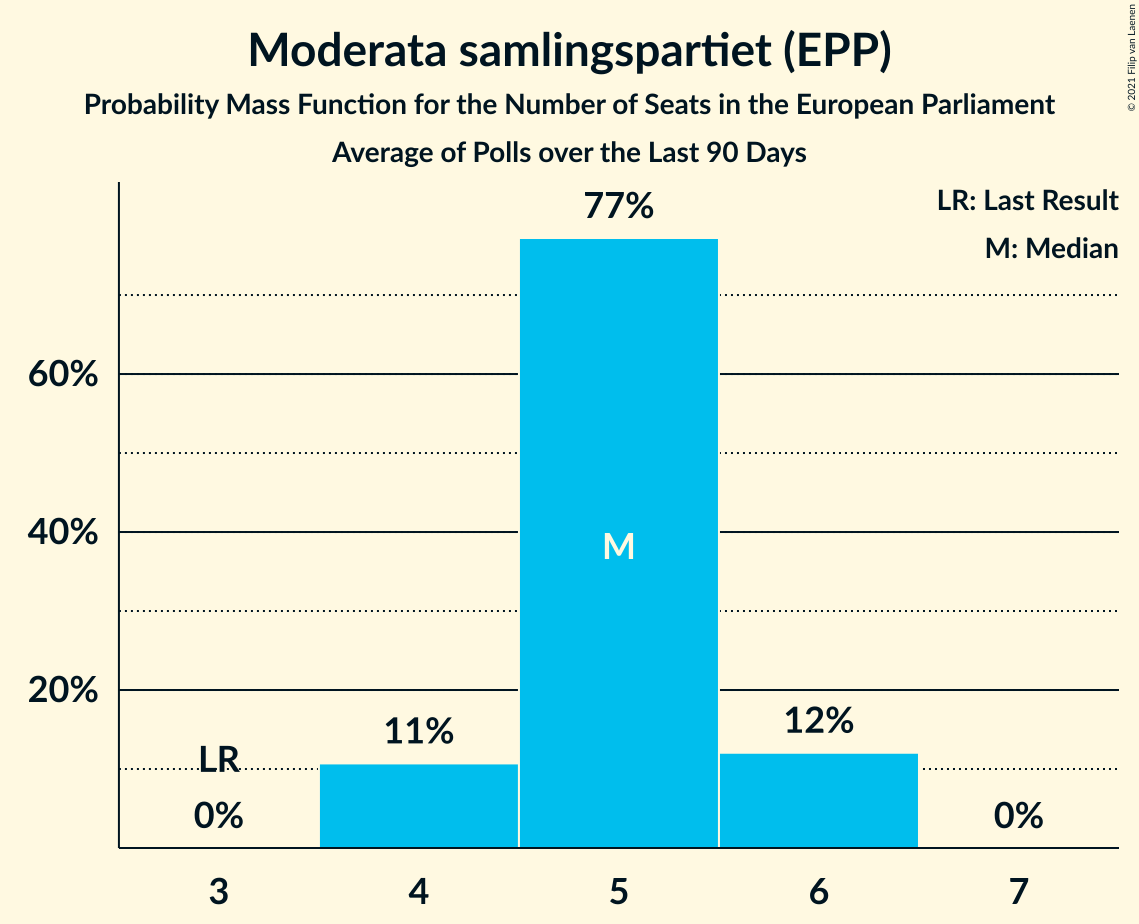 Moderata samlingspartiet (EPP)
Probability Mass Function for the Number of Seats in the European Parliament
Average of Polls over the Last 90 Days
© 2021 Filip van Laenen
LR: Last Result
M: Median
77%
60%
40%
M
20%
12%
11%
LR
0%
0%
3 4 5 6 7